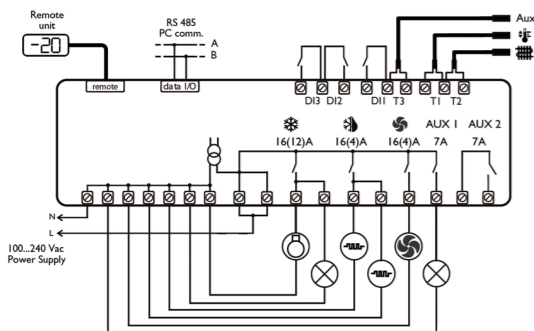 Remote
unit
-20
RS 485
PC comm.
A
B
Aux
remote
data I/O
DI3
DI2
DI1
T3
T1
T2
16(12)A
16(4)A
16(4)A
AUX 1
7A
AUX 2
7A
N
L
100...240 Vac
Power Supply